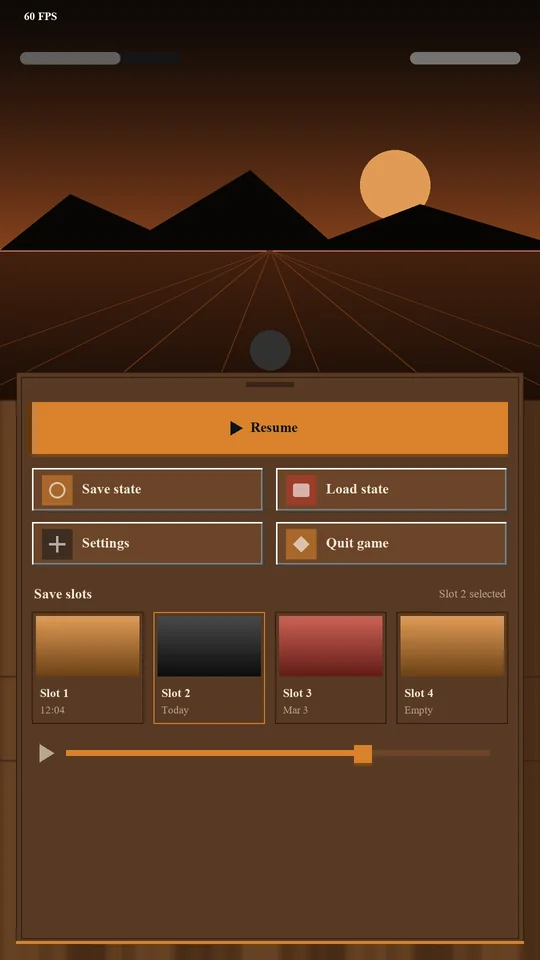 60 FPS
Resume
Save state
Load state
Settings
Quit game
Save slots
Slot 2 selected
Slot 1
12:04
Slot 2
Today
Slot 3
Mar 3
Slot 4
Empty